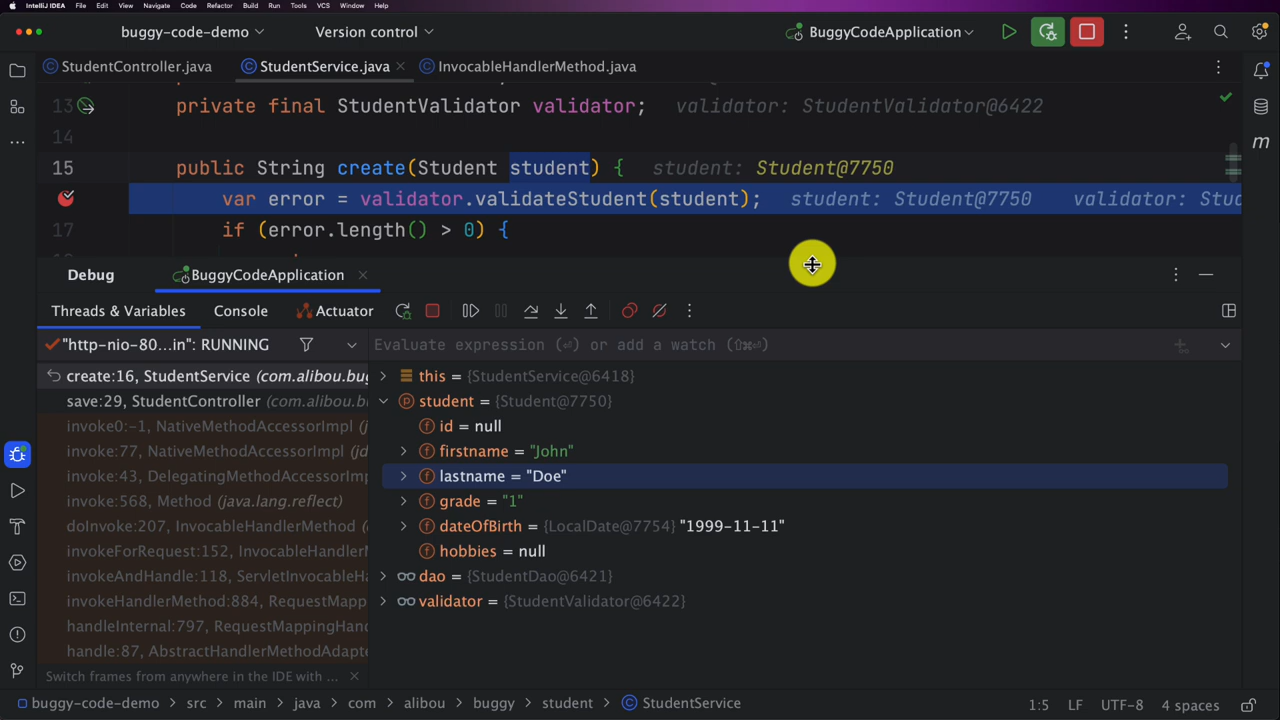 IntelliJ IDEA File Edit View Navigate Code Refactor Build Run Tools VCS Window Help
buggy-code-demo Version control BuggyCodeApplication
StudentController.java StudentService.java InvocableHandlerMethod.java
13 private final StudentValidator validator; validator: StudentValidator@6422
14
15 public String create(Student student) { student: Student@7750
var error = validator.validateStudent(student); student: Student@7750 validator: Stud
17 if (error.length() > 0) {
Debug BuggyCodeApplication
Threads & Variables Console Actuator
"http-nio-80...in": RUNNING Evaluate expression (⏎) or add a watch (⇧⌘⏎)
create:16, StudentService (com.alibou.bug this = {StudentService@6418}
save:29, StudentController (com.alibou.bu student = {Student@7750}
invoke0:-1, NativeMethodAccessorImpl (j id = null
invoke:77, NativeMethodAccessorImpl (jd firstname = "John"
invoke:43, DelegatingMethodAccessorImpl lastname = "Doe"
invoke:568, Method (java.lang.reflect) grade = "1"
doInvoke:207, InvocableHandlerMethod ( dateOfBirth = {LocalDate@7754} "1999-11-11"
invokeForRequest:152, InvocableHandlerM hobbies = null
invokeAndHandle:118, ServletInvocableHa dao = {StudentDao@6421}
invokeHandlerMethod:884, RequestMapp validator = {StudentValidator@6422}
handleInternal:797, RequestMappingHand
handle:87, AbstractHandlerMethodAdapte
Switch frames from anywhere in the IDE with ...
buggy-code-demo src main java com alibou buggy student StudentService 1:5 LF UTF-8 4 spaces